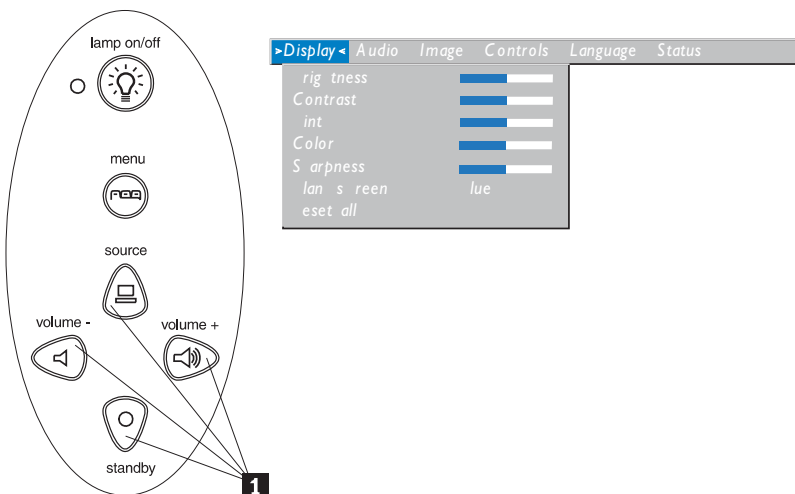 lamp on/off
menu
source
volume -
volume +
standby
1
>Display< Audio Image Controls Language Status
rig tness
Contrast
int
Color
S arpness
lan s reen lue
eset all